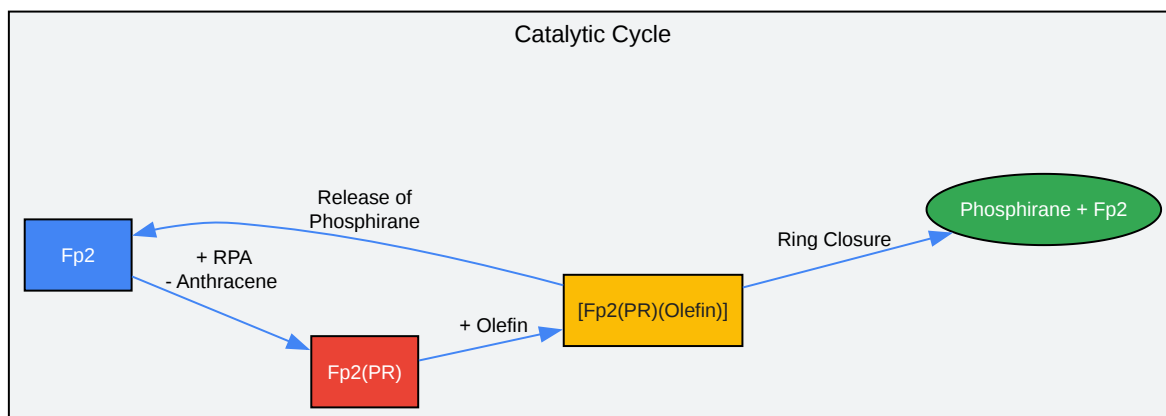 Catalytic Cycle
Release of
Phosphirane
Phosphirane + Fp2
Ring Closure
Fp2
+ RPA
- Anthracene
[Fp2(PR)(Olefin)]
+ Olefin
Fp2(PR)